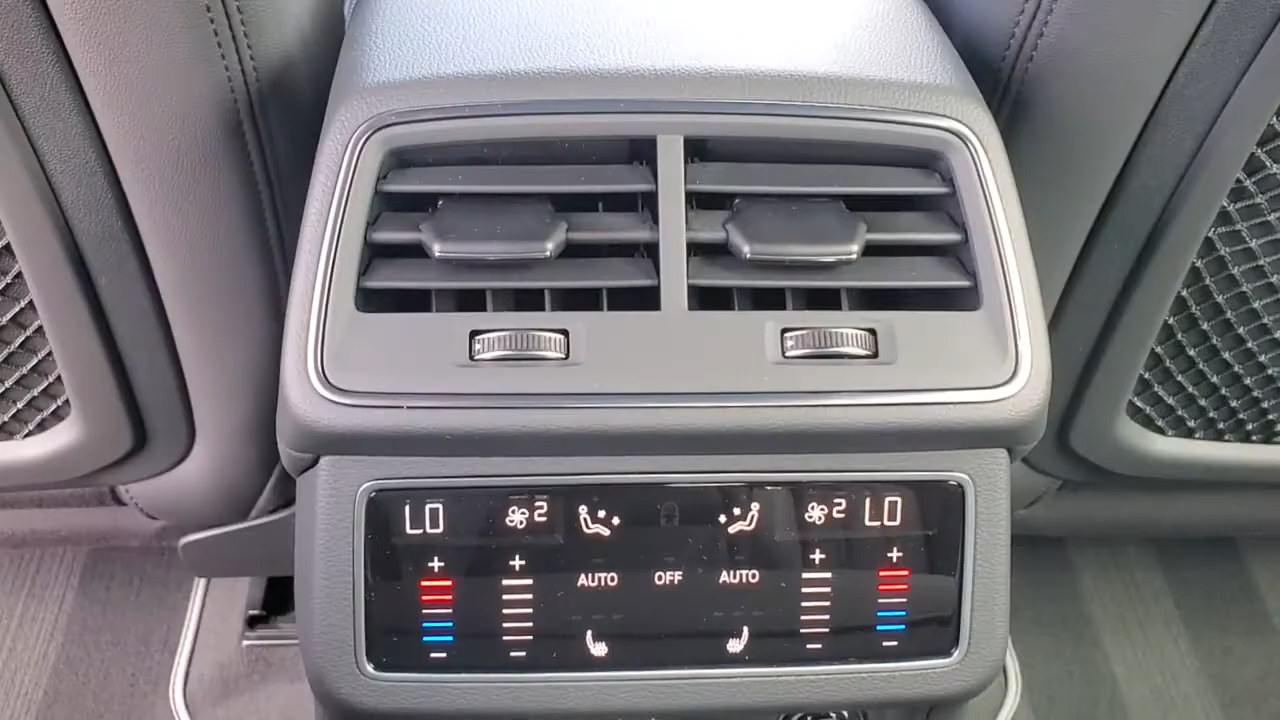 LO 2 2 LO
+ + + +
AUTO OFF AUTO
- - - -